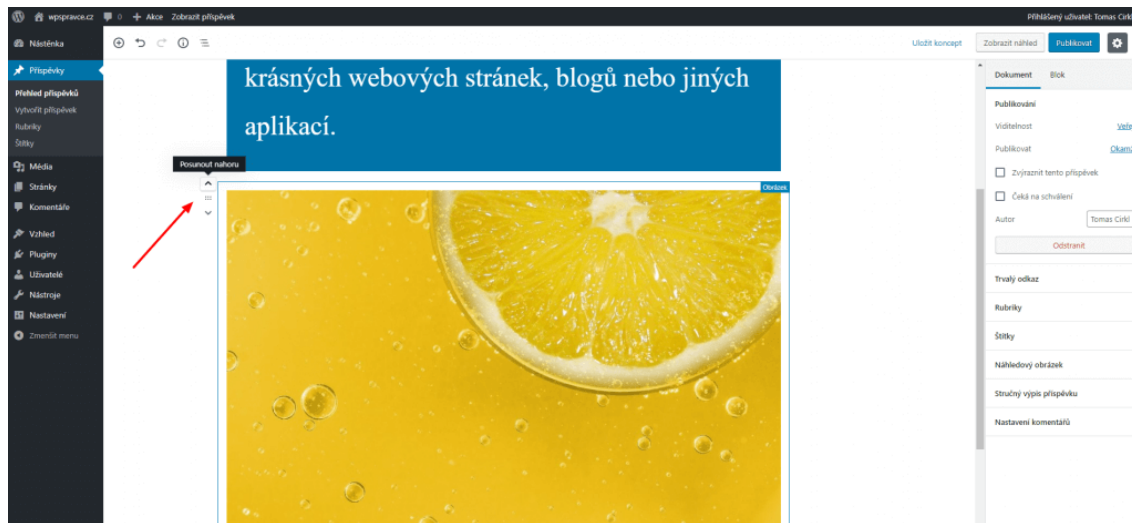 wpspravce.cz 0 + Akce Zobrazit příspěvek
Přihlášený uživatel: Tomas Cirkl
Nástěnka
Uložit koncept
Zobrazit náhled
Publikovat
Příspěvky
Přehled příspěvků
Vytvořit příspěvek
Rubriky
Štítky
Média
Stránky
Komentáře
Vzhled
Pluginy
Uživatelé
Nástroje
Nastavení
Zmenšit menu
krásných webových stránek, blogů nebo jiných
aplikací.
Posunout nahoru
Obrázek
Dokument Blok
Publikování
Viditelnost
Publikovat
Zvýraznit tento příspěvek
Čeká na schválení
Autor Tomas Cirkl
Odstranit
Trvalý odkaz
Rubriky
Štítky
Náhledový obrázek
Stručný výpis příspěvku
Nastavení komentářů